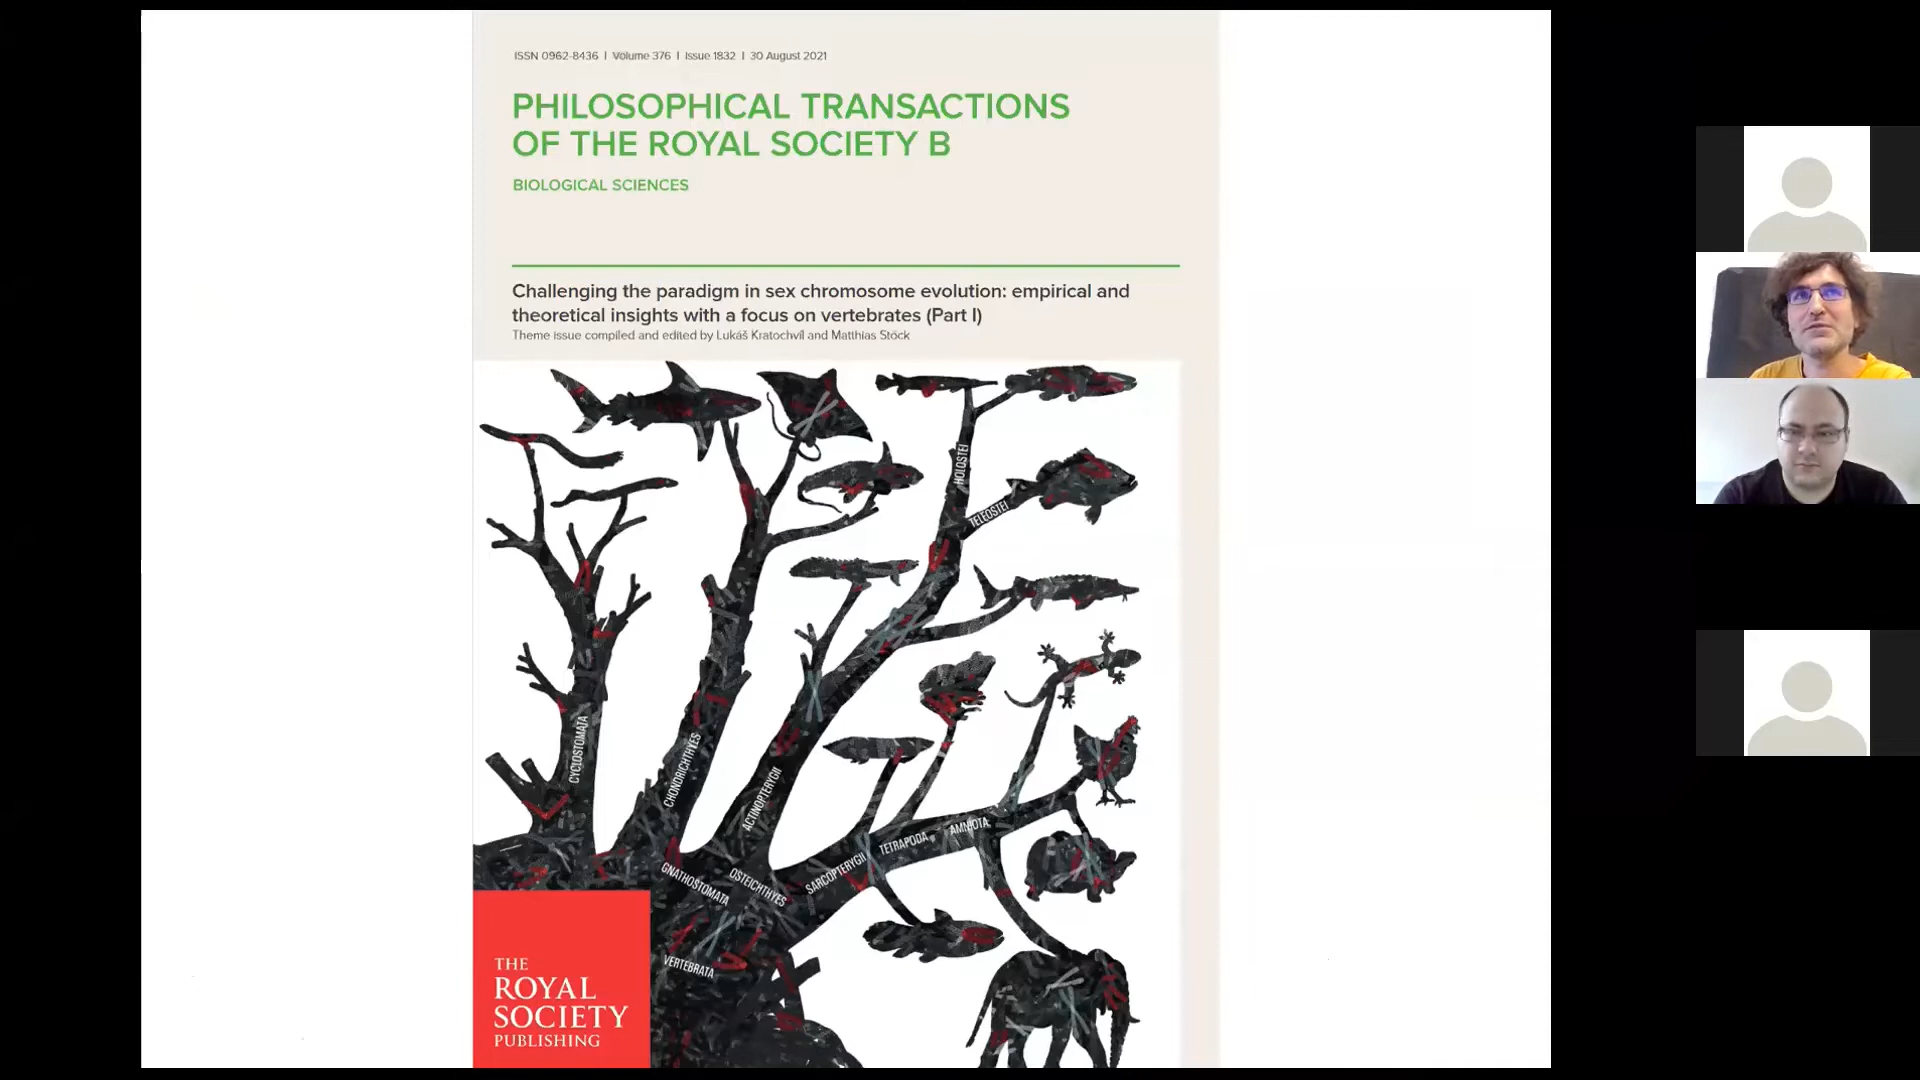 ISSN 0962-8436 | Volume 376 | Issue 1832 | 30 August 2021
PHILOSOPHICAL TRANSACTIONS
OF THE ROYAL SOCIETY B
BIOLOGICAL SCIENCES
Challenging the paradigm in sex chromosome evolution: empirical and
theoretical insights with a focus on vertebrates (Part I)
Theme issue compiled and edited by Lukáš Kratochvíl and Matthias Stöck
HOLOSTEI
TELEOSTEI
CYCLOSTOMATA
CHONDRICHTHYES
ACTINOPTERYGII
SARCOPTERYGII
TETRAPODA
AMNIOTA
GNATHOSTOMATA
OSTEICHTHYES
VERTEBRATA
THE
ROYAL
SOCIETY
PUBLISHING